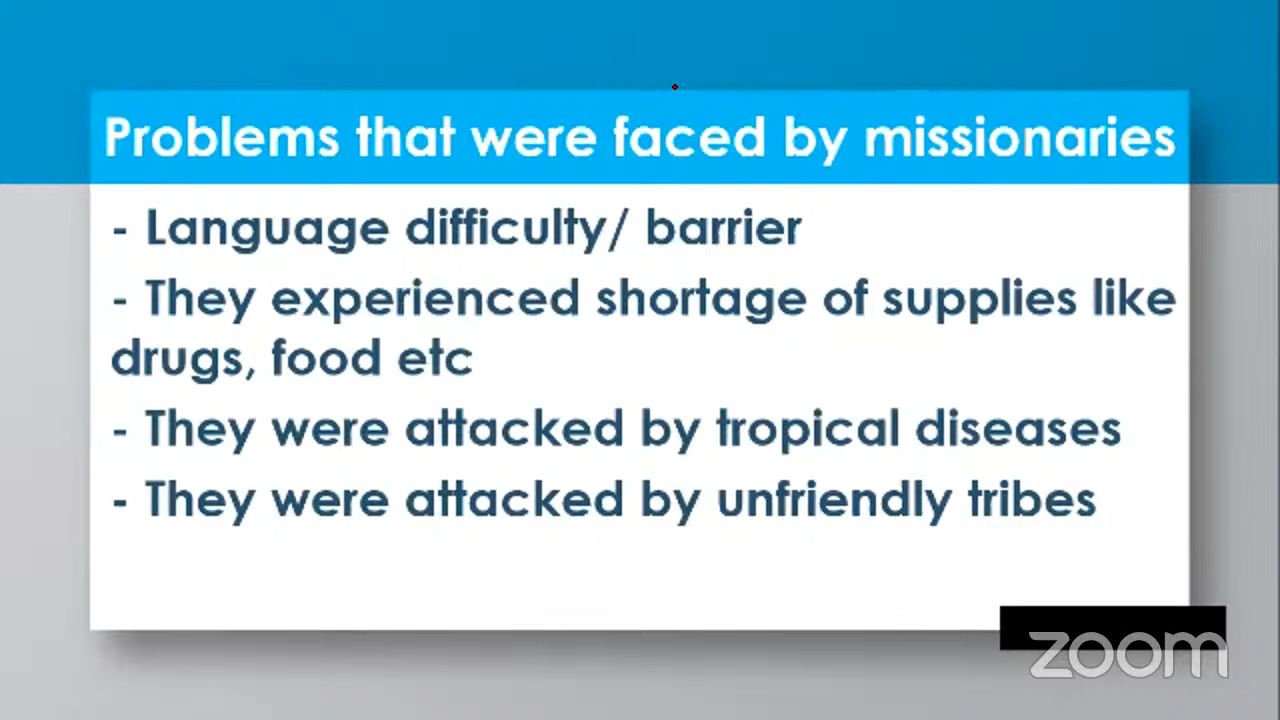 Problems that were faced by missionaries
- Language difficulty/ barrier
- They experienced shortage of supplies like
drugs, food etc
- They were attacked by tropical diseases
- They were attacked by unfriendly tribes
zoom